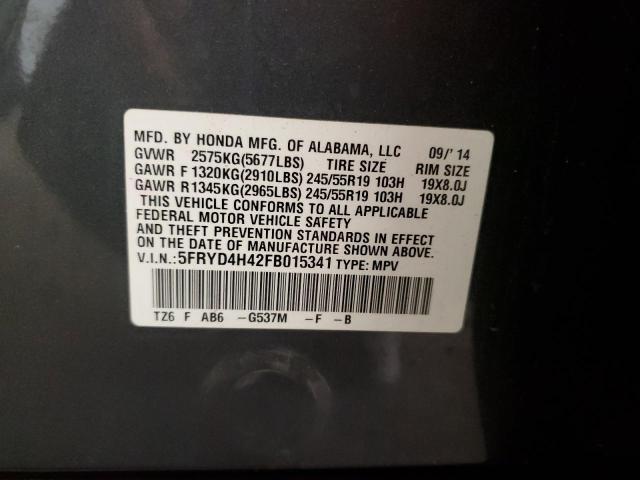 MFD. BY HONDA MFG. OF ALABAMA, LLC 09/' 14
GVWR 2575KG(5677LBS) TIRE SIZE RIM SIZE
GAWR F 1320KG(2910LBS) 245/55R19 103H 19X8.0J
GAWR R1345KG(2965LBS) 245/55R19 103H 19X8.0J
THIS VEHICLE CONFORMS TO ALL APPLICABLE
FEDERAL MOTOR VEHICLE SAFETY
AND THEFT PREVENTION STANDARDS IN EFFECT
ON THE DATE OF MANUFACTURE SHOWN ABOVE.
V.I.N.:5FRYD4H42FB015341 TYPE: MPV
TZ6 F AB6 -G537M -F -B